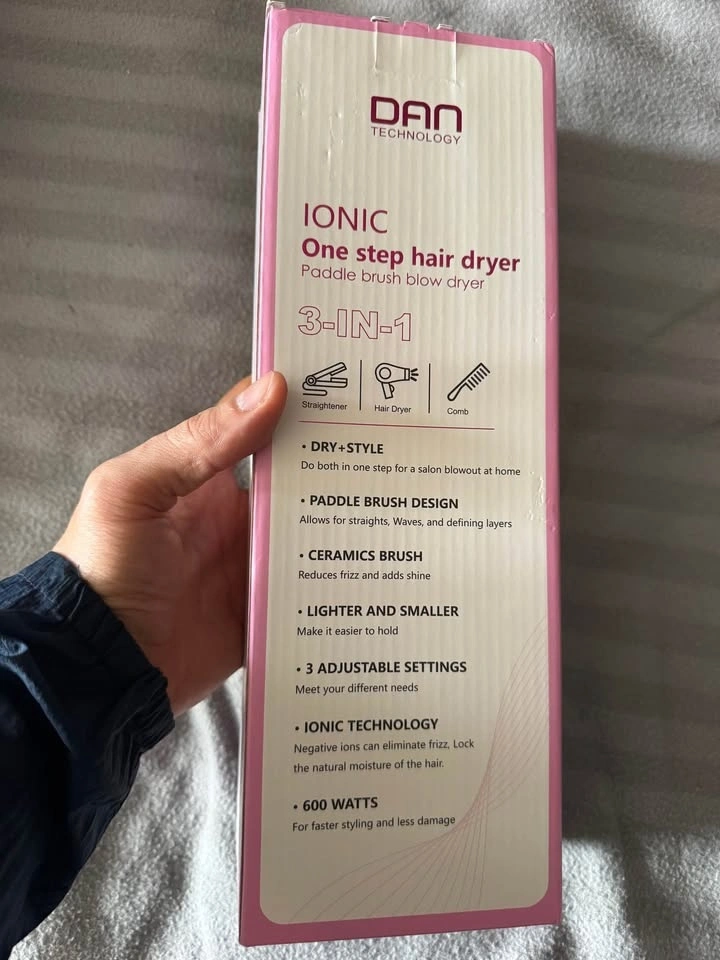 DAN
TECHNOLOGY
IONIC
One step hair dryer
Paddle brush blow dryer
3-IN-1
Straightener
Hair Dryer
Comb
• DRY+STYLE
Do both in one step for a salon blowout at home
• PADDLE BRUSH DESIGN
Allows for straights, Waves, and defining layers
• CERAMICS BRUSH
Reduces frizz and adds shine
• LIGHTER AND SMALLER
Make it easier to hold
• 3 ADJUSTABLE SETTINGS
Meet your different needs
• IONIC TECHNOLOGY
Negative ions can eliminate frizz, Lock
the natural moisture of the hair.
• 600 WATTS
For faster styling and less damage